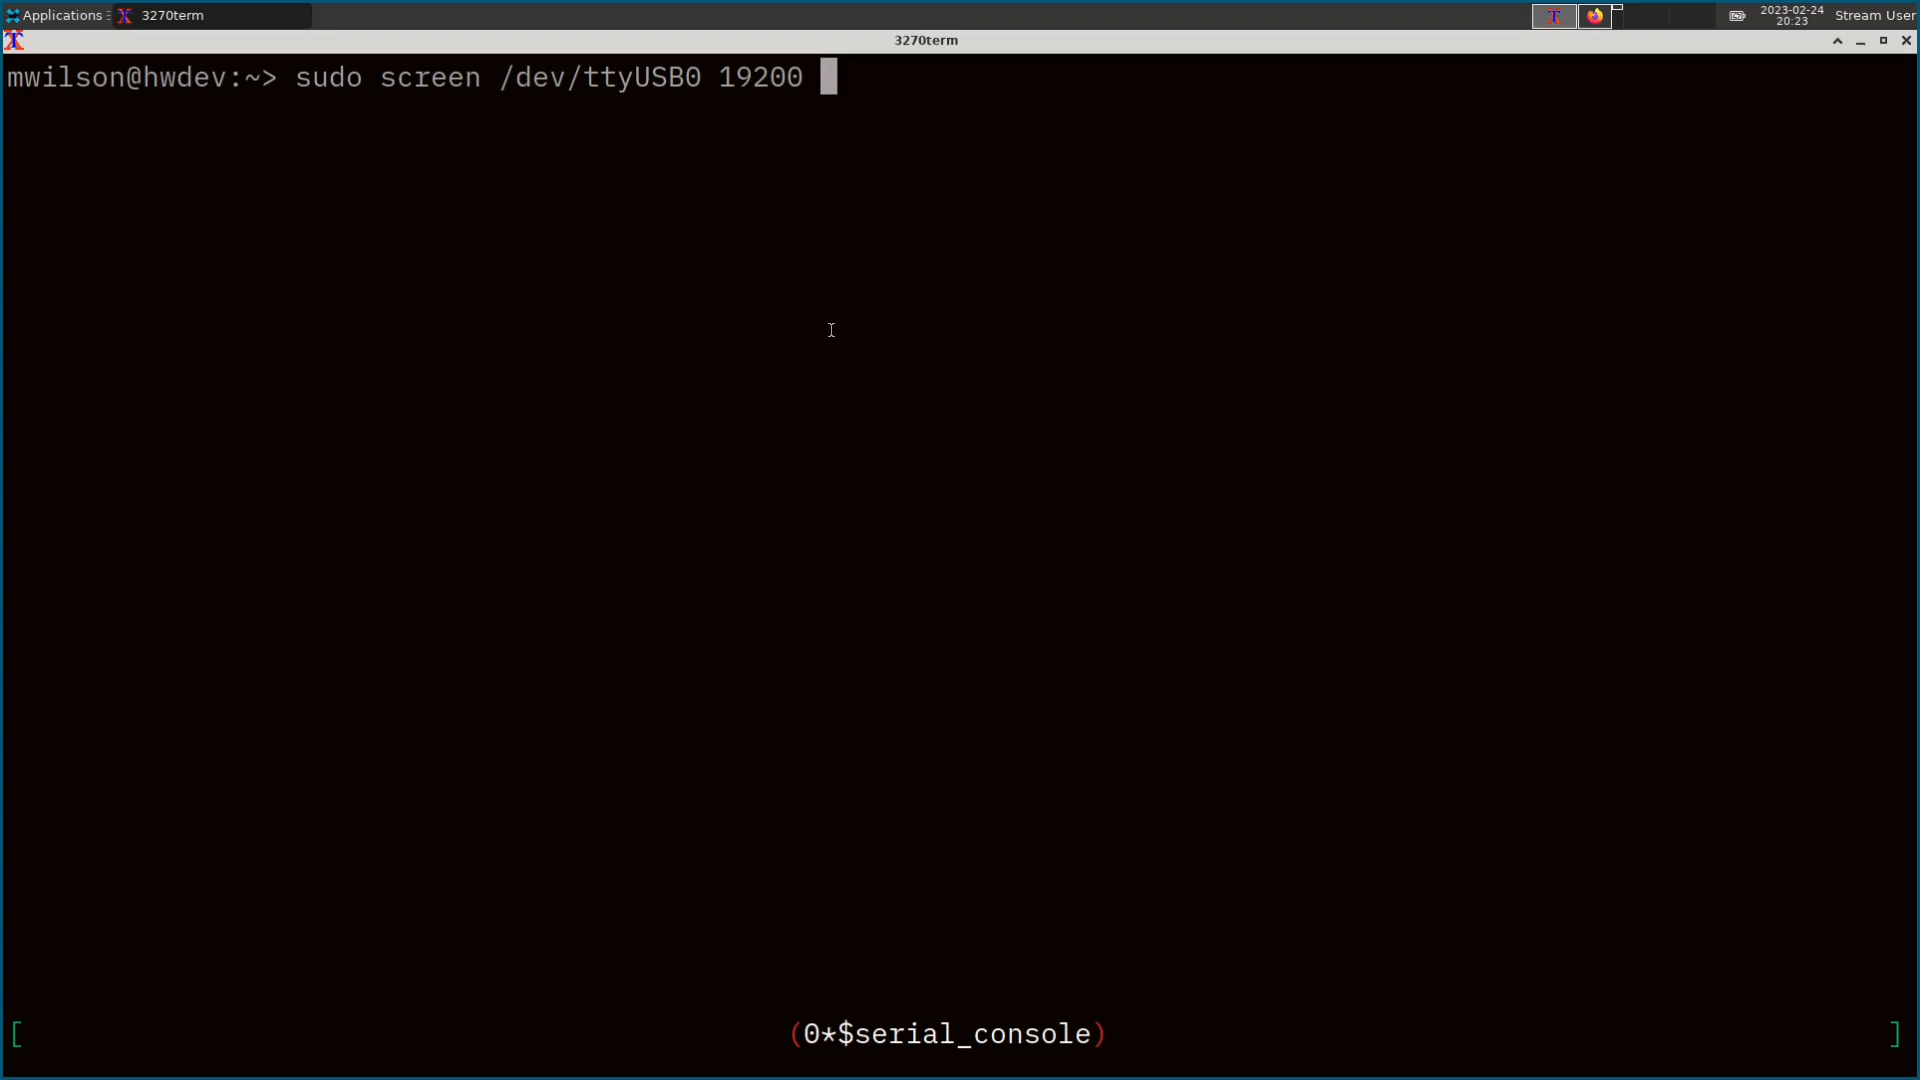 Applications 3270term 2023-02-24 20:23 Stream User
3270term
mwilson@hwdev:~> sudo screen /dev/ttyUSB0 19200
[ (0*$serial_console) ]